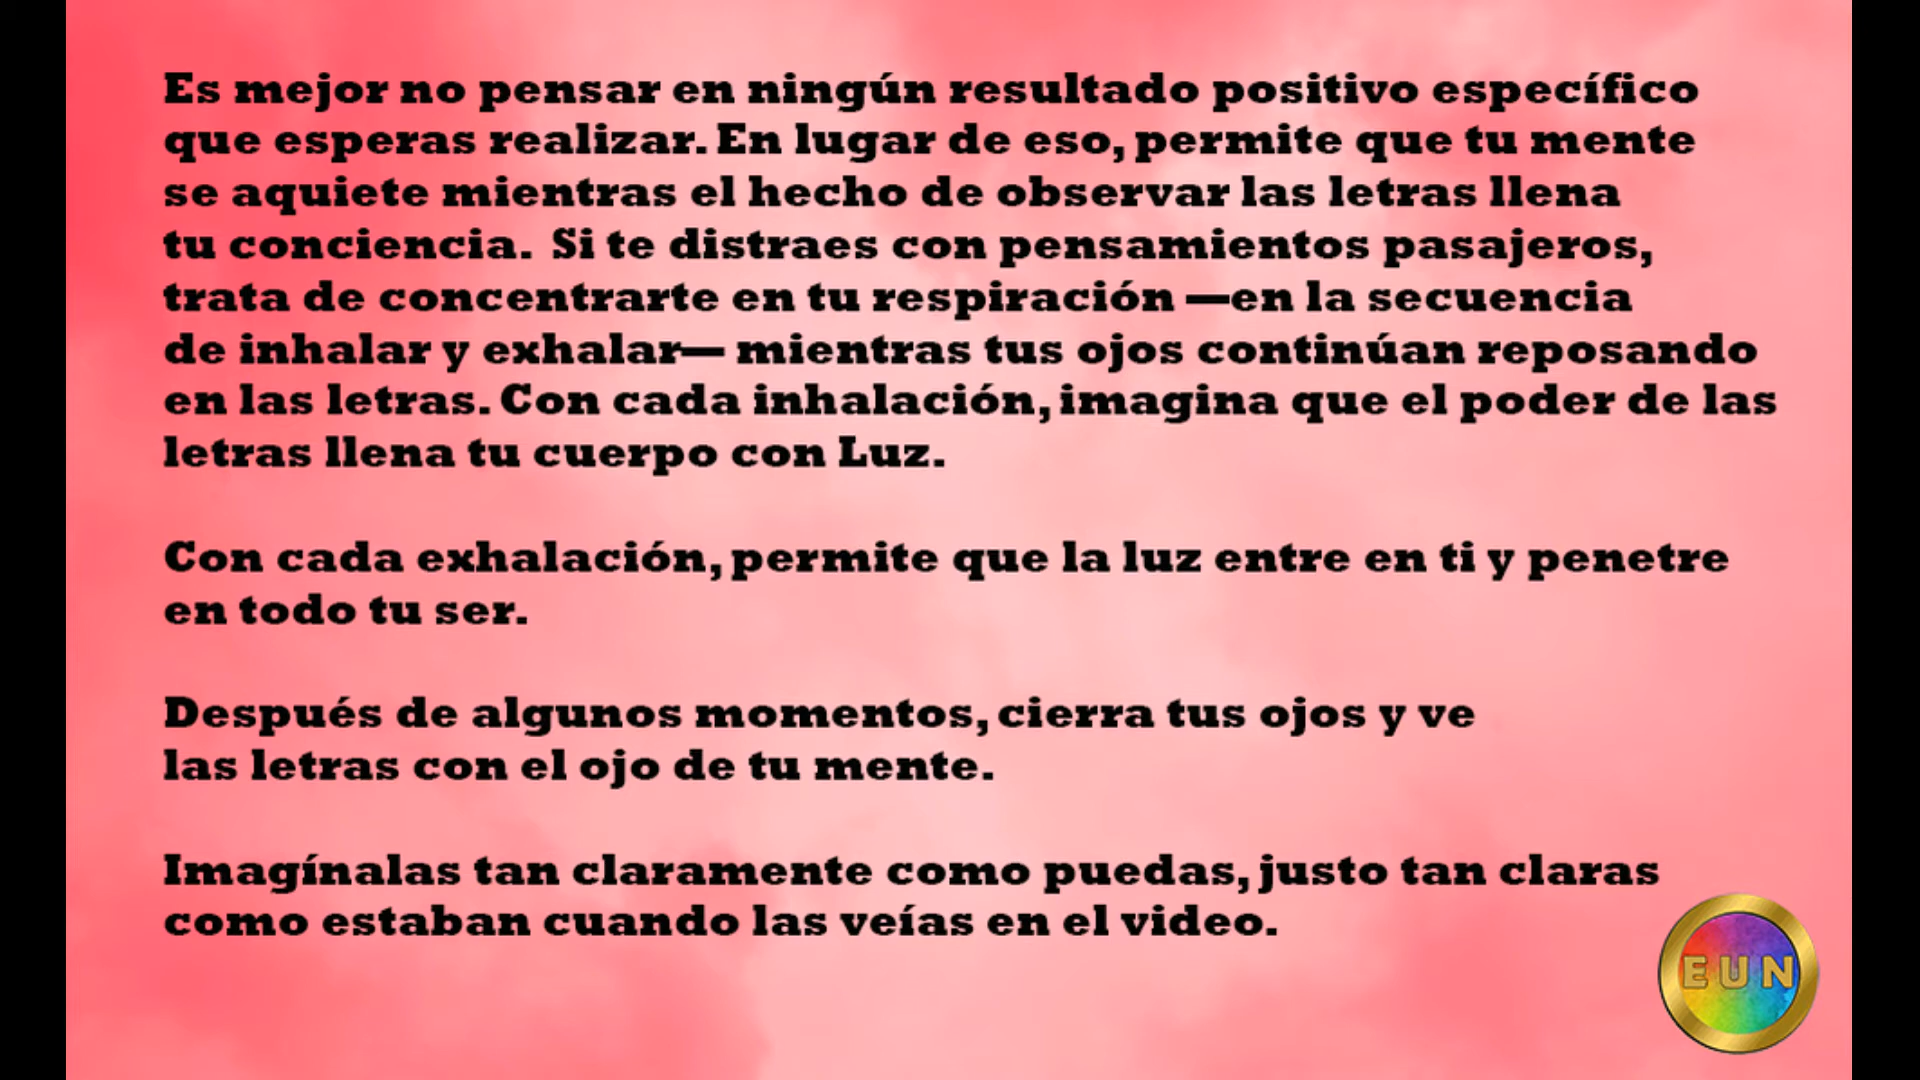 Es mejor no pensar en ningún resultado positivo específico
que esperas realizar. En lugar de eso, permite que tu mente
se aquiete mientras el hecho de observar las letras llena
tu conciencia. Si te distraes con pensamientos pasajeros,
trata de concentrarte en tu respiración —en la secuencia
de inhalar y exhalar— mientras tus ojos continúan reposando
en las letras. Con cada inhalación, imagina que el poder de las
letras llena tu cuerpo con Luz.
Con cada exhalación, permite que la luz entre en ti y penetre
en todo tu ser.
Después de algunos momentos, cierra tus ojos y ve
las letras con el ojo de tu mente.
Imagínalas tan claramente como puedas, justo tan claras
como estaban cuando las veías en el video.
EUN